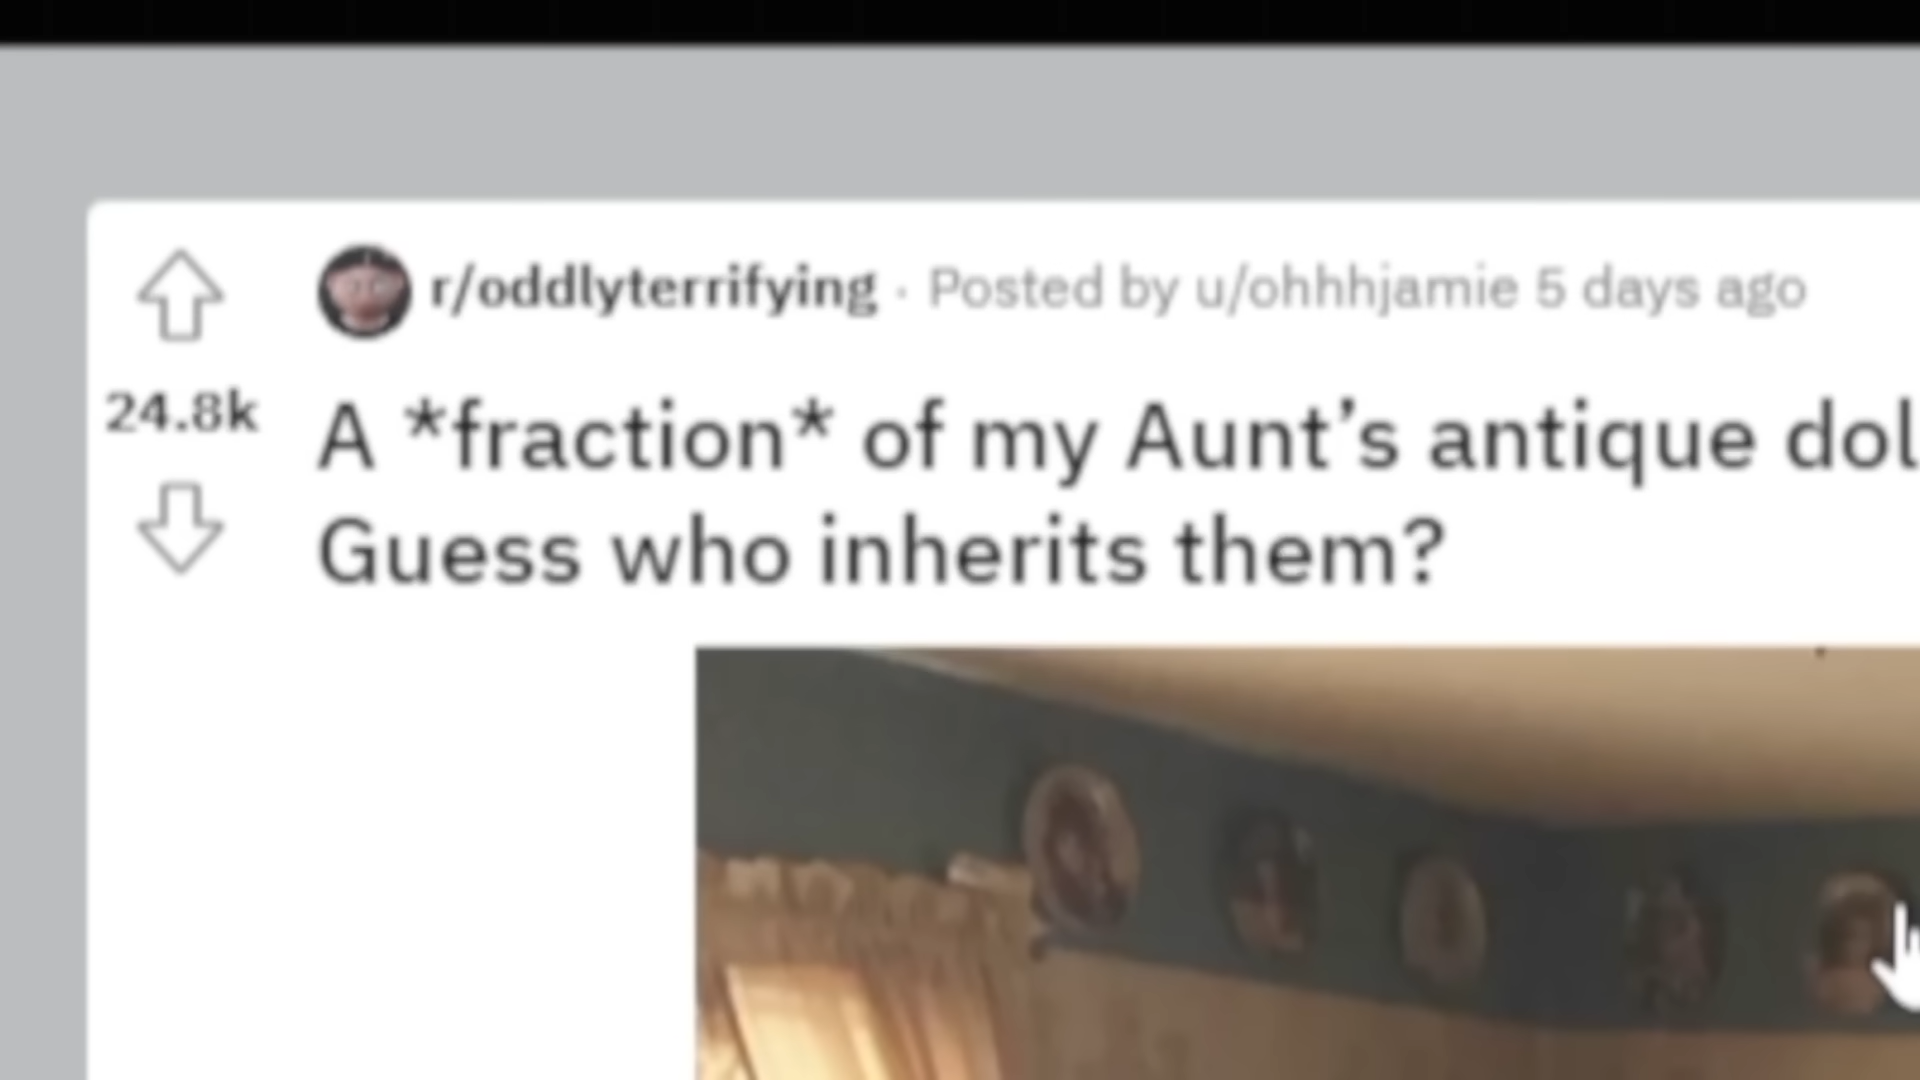 r/oddlyterrifying · Posted by u/ohhhjamie 5 days ago
24.8k
A *fraction* of my Aunt’s antique dol
Guess who inherits them?